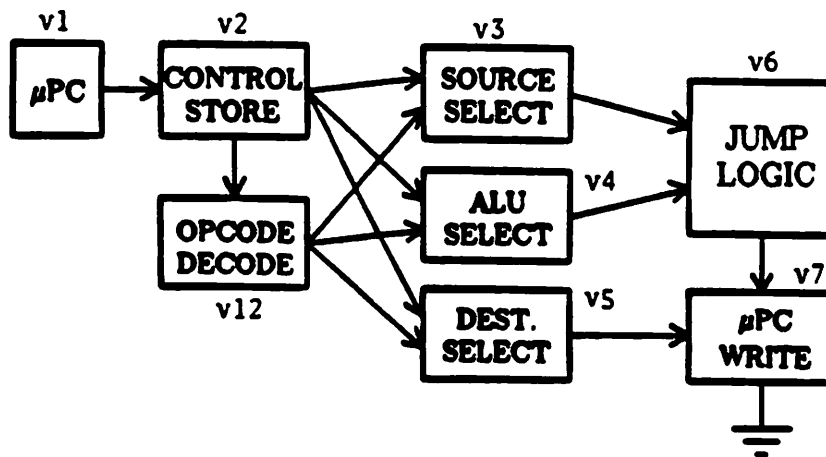 v1
μPC
v2
CONTROL
STORE
v12
OPCODE
DECODE
v3
SOURCE
SELECT
v4
ALU
SELECT
v5
DEST.
SELECT
v6
JUMP
LOGIC
v7
μPC
WRITE